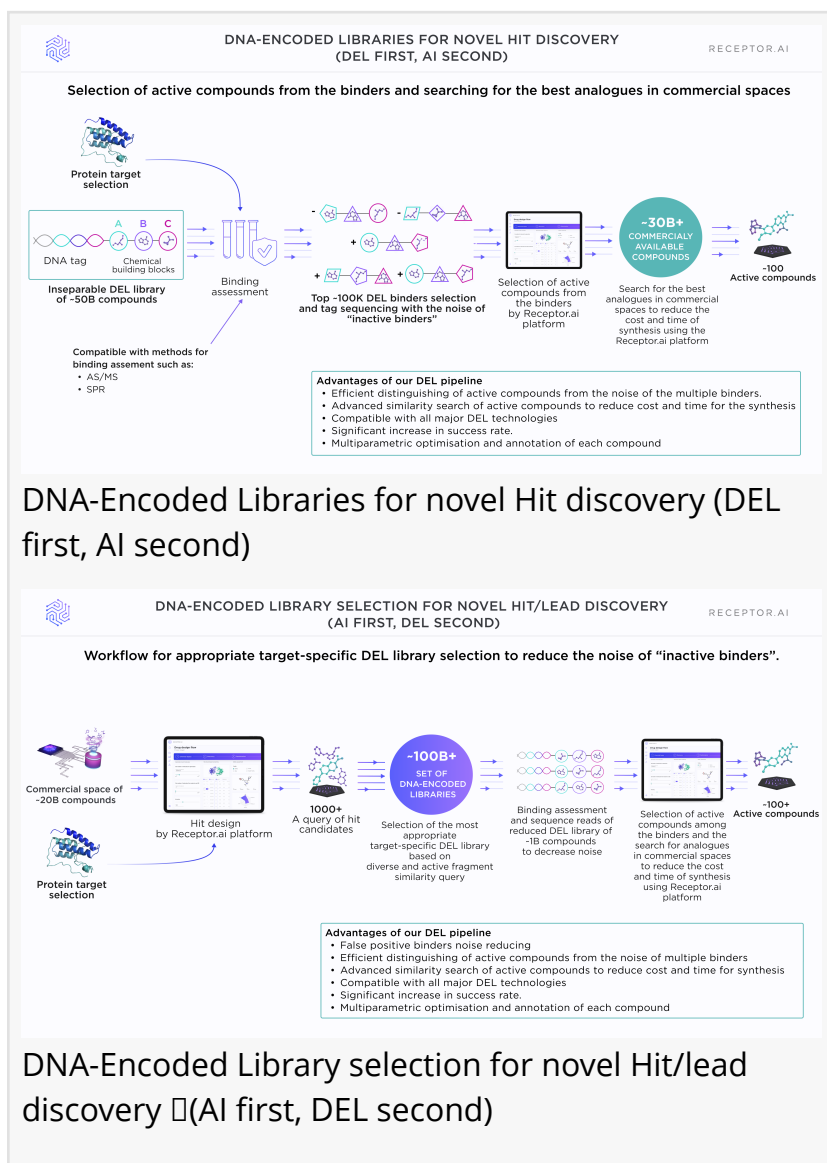 DNA-ENCODED LIBRARIES FOR NOVEL HIT DISCOVERY
(DEL FIRST, AI SECOND)
RECEPTOR.AI
Selection of active compounds from the binders and searching for the best analogues in commercial spaces
Protein target
selection
A B C
DNA tag
Chemical
building blocks
Inseparable DEL library
of ~50B compounds
Binding
assessment
Compatible with methods for
binding assement such as:
• AS/MS
• SPR
Top ~100K DEL binders selection
and tag sequencing with the noise of
“inactive binders”
Selection of active
compounds from
the binders
by Receptor.ai
platform
~30B+
COMMERCIALY
AVAILABLE
COMPOUNDS
Search for the best
analogues in commercial
spaces to reduce the
cost and time of
synthesis using the
Receptor.ai platform
~100
Active compounds
Advantages of our DEL pipeline
• Efficient distinguishing of active compounds from the noise of the multiple binders.
• Advanced similarity search of active compounds to reduce cost and time for the synthesis
• Compatible with all major DEL technologies
• Significant increase in success rate.
• Multiparametric optimisation and annotation of each compound
DNA-Encoded Libraries for novel Hit discovery (DEL
first, AI second)
DNA-ENCODED LIBRARY SELECTION FOR NOVEL HIT/LEAD DISCOVERY
(AI FIRST, DEL SECOND)
RECEPTOR.AI
Workflow for appropriate target-specific DEL library selection to reduce the noise of “inactive binders”.
Commercial space of
~20B compounds
Protein target
selection
Hit design
by Receptor.ai platform
1000+
A query of hit
candidates
~100B+
SET OF
DNA-ENCODED
LIBRARIES
Selection of the most
appropriate
target-specific DEL library
based on
diverse and active fragment
similarity query
Binding assessment
and sequence reads of
reduced DEL library of
~1B compounds
to decrease noise
Selection of active
compounds among
the binders and the
search for analogues
in commercial spaces
to reduce the cost
and time of synthesis
using Receptor.ai
platform
~100+
Active compounds
Advantages of our DEL pipeline
• False positive binders noise reducing
• Efficient distinguishing of active compounds from the noise of multiple binders
• Advanced similarity search of active compounds to reduce cost and time for synthesis
• Compatible with all major DEL technologies
• Significant increase in success rate.
• Multiparametric optimisation and annotation of each compound
DNA-Encoded Library selection for novel Hit/lead
discovery (AI first, DEL second)